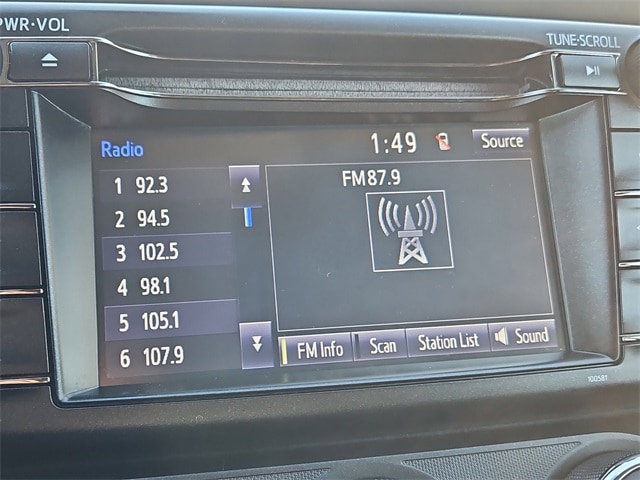 PWR·VOL
TUNE·SCROLL
Radio
1:49
Source
1 92.3
FM87.9
2 94.5
3 102.5
4 98.1
5 105.1
6 107.9
FM Info
Scan
Station List
Sound
100581